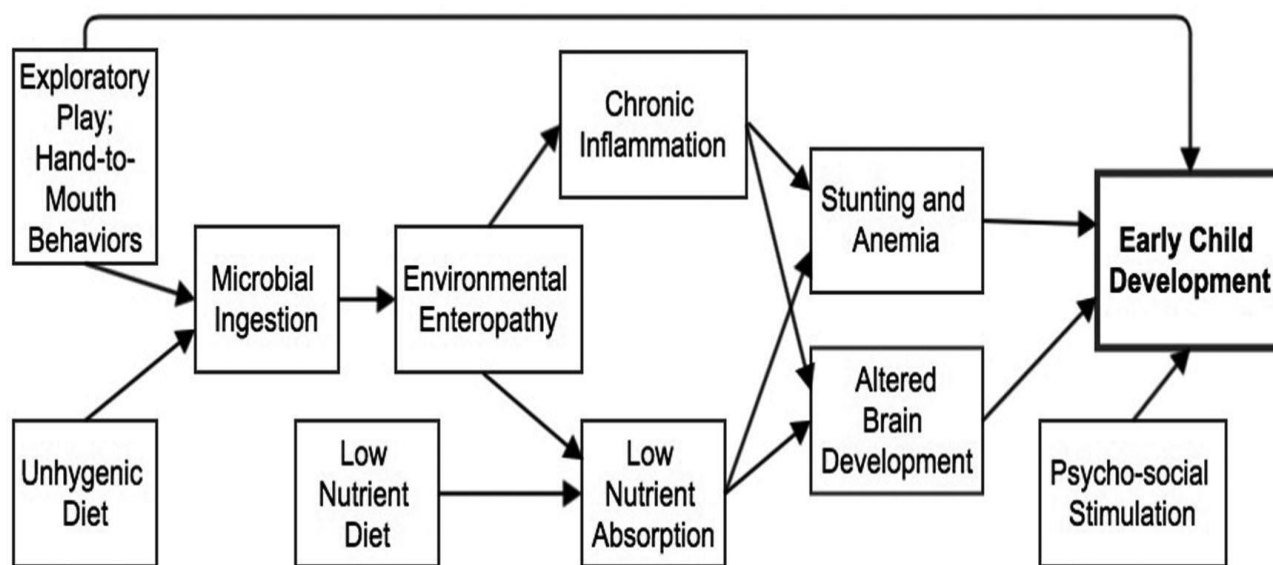 Exploratory
Play;
Hand-to-
Mouth
Behaviors
Chronic
Inflammation
Stunting and
Anemia
Early Child
Development
Microbial
Ingestion
Environmental
Enteropathy
Altered
Brain
Development
Unhygenic
Diet
Low
Nutrient
Diet
Low
Nutrient
Absorption
Psycho-social
Stimulation